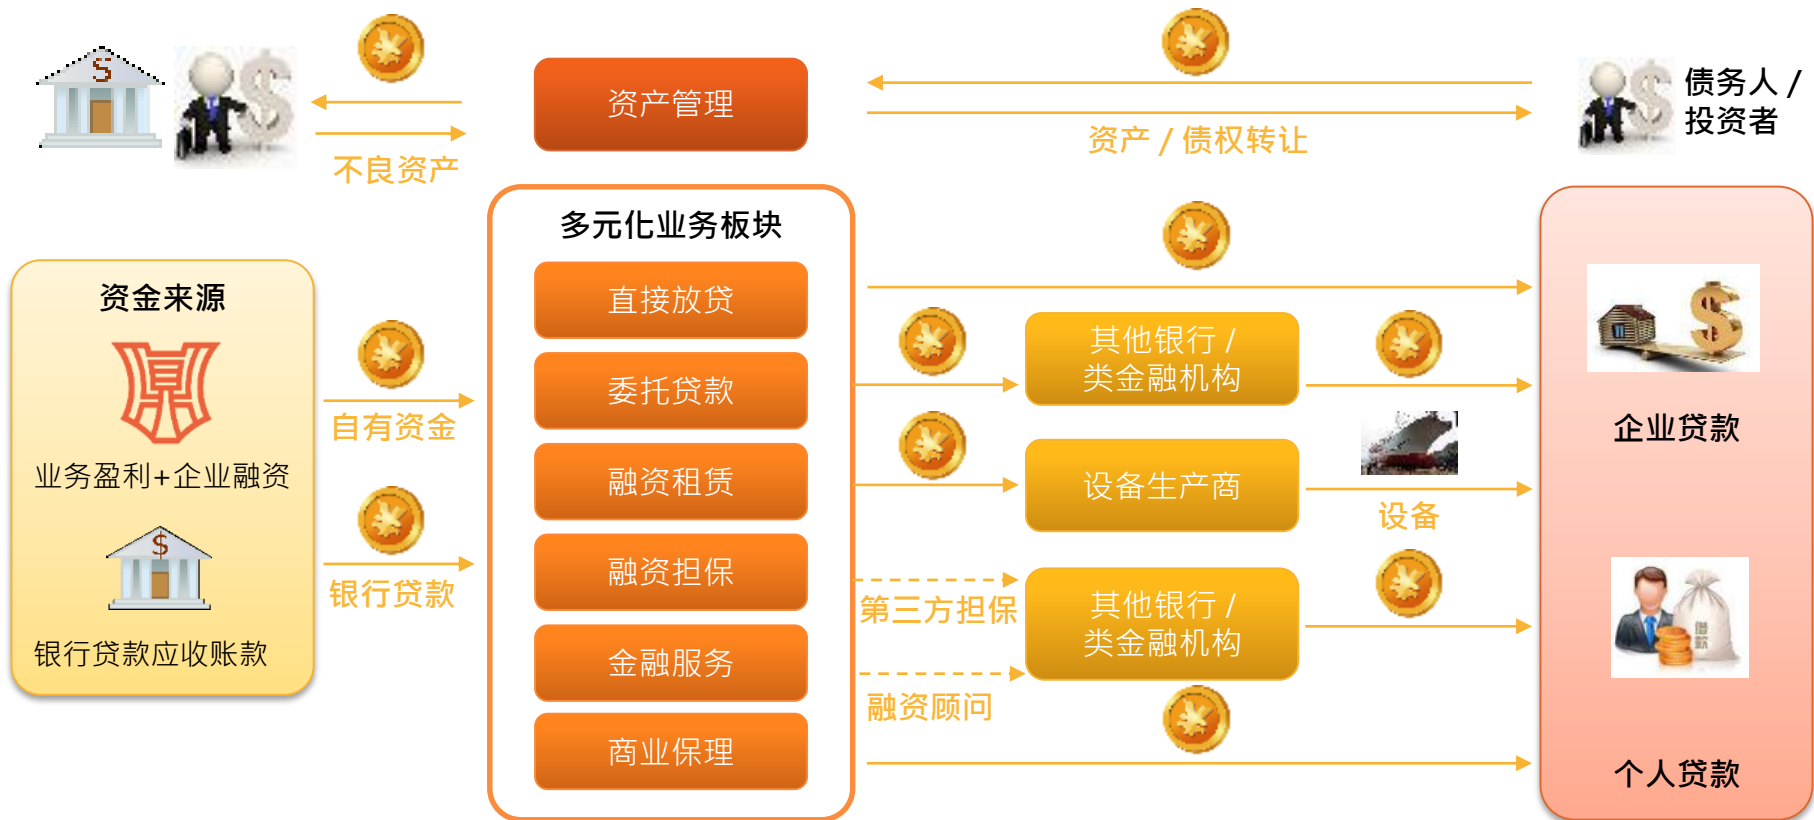 资产管理
债务人 /
投资者
资产 / 债权转让
不良资产
多元化业务板块
资金来源
直接放贷
其他银行 /
类金融机构
委托贷款
自有资金
企业贷款
业务盈利+企业融资
融资租赁
设备生产商
设备
融资担保
银行贷款
第三方担保
其他银行 /
类金融机构
借款
银行贷款应收账款
金融服务
融资顾问
商业保理
个人贷款